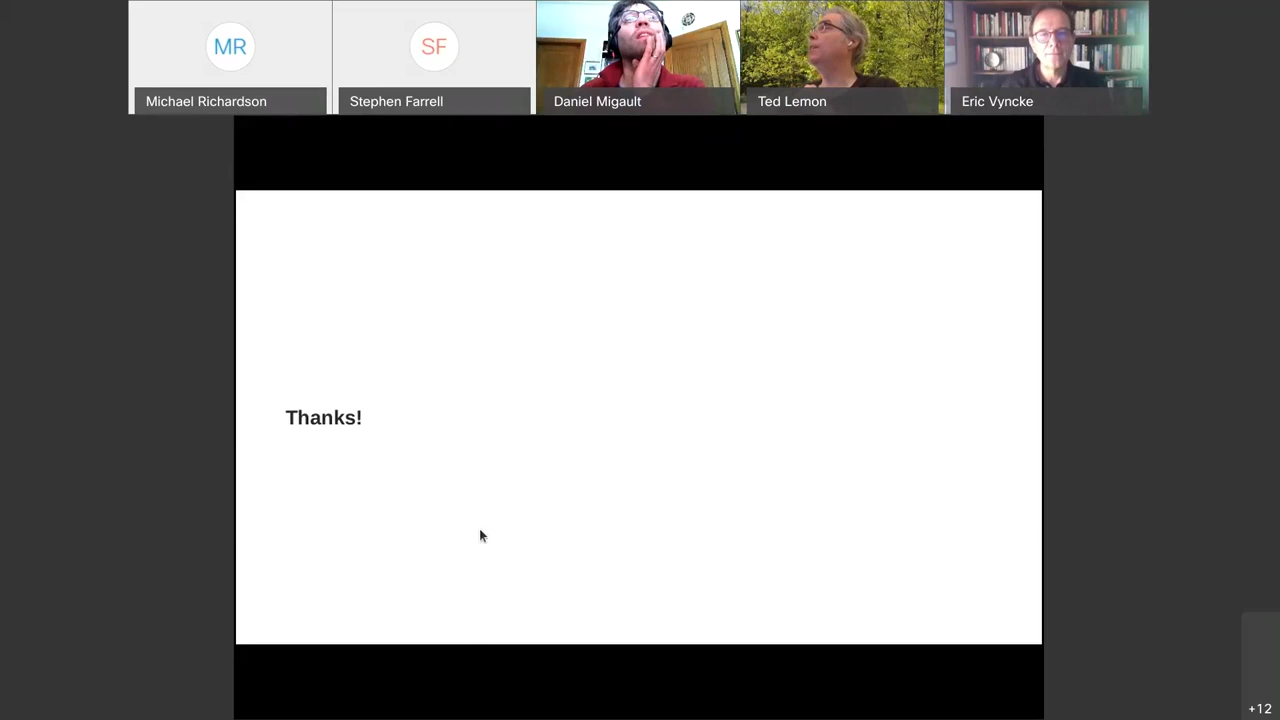 MR
SF
Michael Richardson
Stephen Farrell
Daniel Migault
Ted Lemon
Eric Vyncke
Thanks!
+12